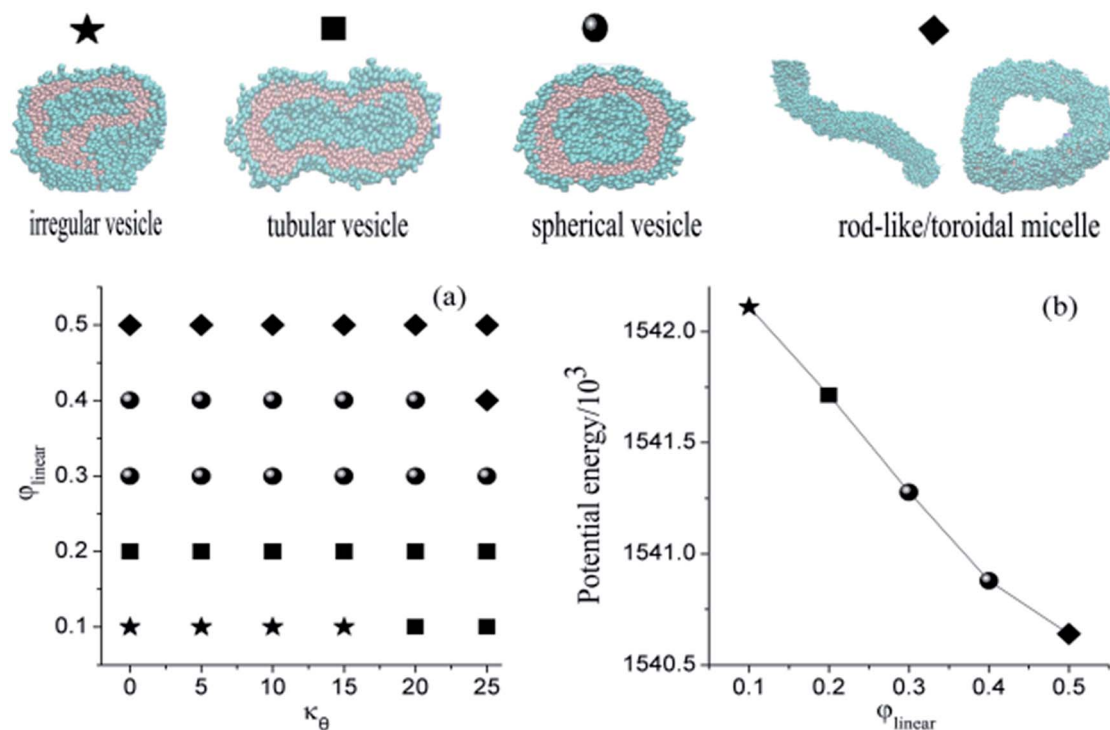 irregular vesicle
tubular vesicle
spherical vesicle
rod-like/toroidal micelle
(a)
φlinear
0.5
0.4
0.3
0.2
0.1
0 5 10 15 20 25
κθ
(b)
Potential energy/10³
1542.0
1541.5
1541.0
1540.5
0.1 0.2 0.3 0.4 0.5
φlinear